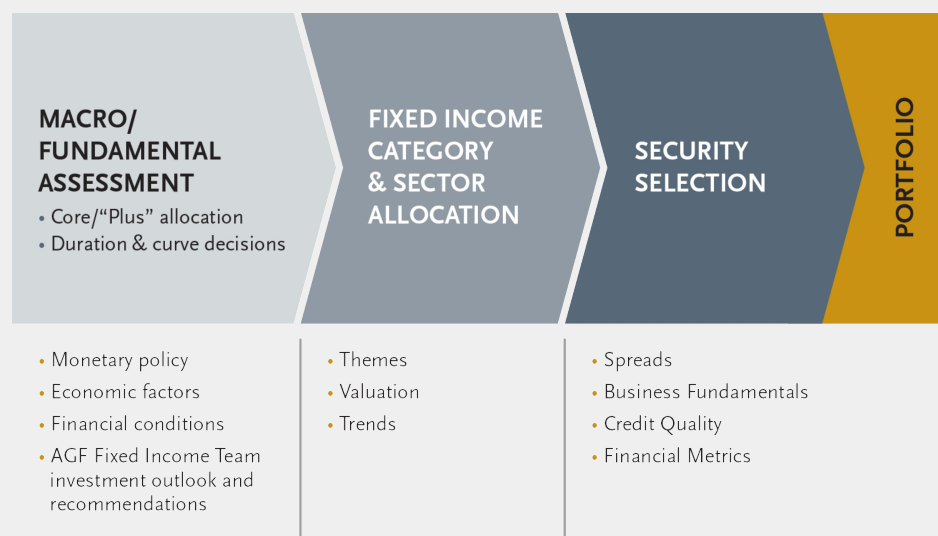 MACRO/
FUNDAMENTAL
ASSESSMENT
• Core/“Plus” allocation
• Duration & curve decisions
FIXED INCOME
CATEGORY
& SECTOR
ALLOCATION
SECURITY
SELECTION
PORTFOLIO
• Monetary policy
• Economic factors
• Financial conditions
• AGF Fixed Income Team
investment outlook and
recommendations
• Themes
• Valuation
• Trends
• Spreads
• Business Fundamentals
• Credit Quality
• Financial Metrics